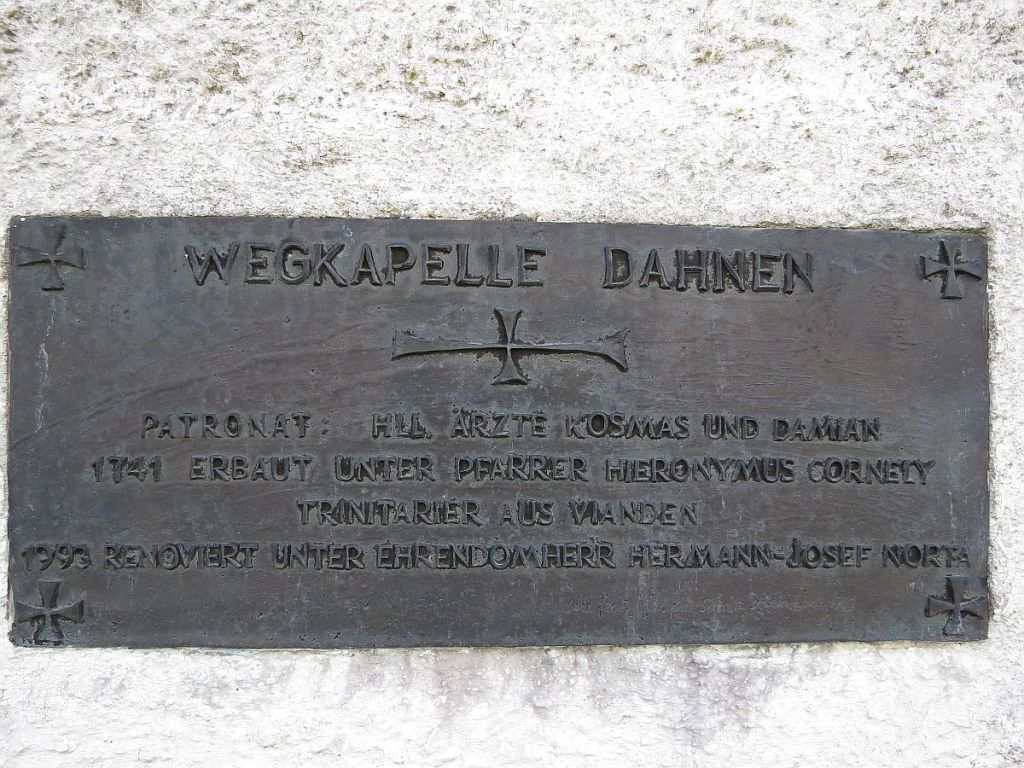 WEGKAPELLE DAHNEN
PATRONAT: HLL. ÄRZTE KOSMAS UND DAMIAN
1741 ERBAUT UNTER PFARRER HIERONYMUS CORNELY
TRINITARIER AUS VIANDEN
1993 RENOVIERT UNTER EHRENDOMHERR HERMANN-JOSEF NORTA